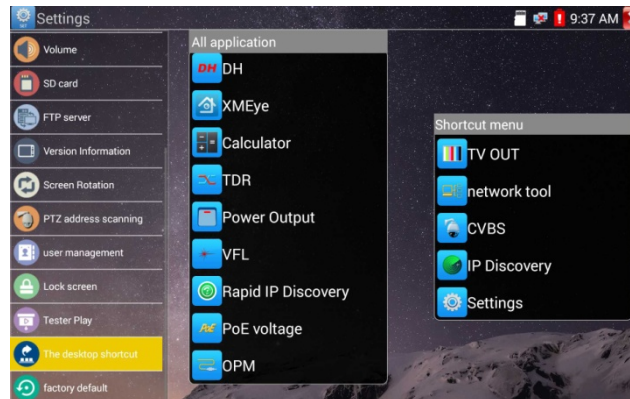 Settings
9:37 AM
Volume
SD card
FTP server
Version Information
Screen Rotation
PTZ address scanning
user management
Lock screen
Tester Play
The desktop shortcut
factory default
All application
DH DH
XMEye
Calculator
TDR
Power Output
VFL
Rapid IP Discovery
PoE PoE voltage
OPM
Shortcut menu
TV OUT
network tool
CVBS
IP Discovery
Settings